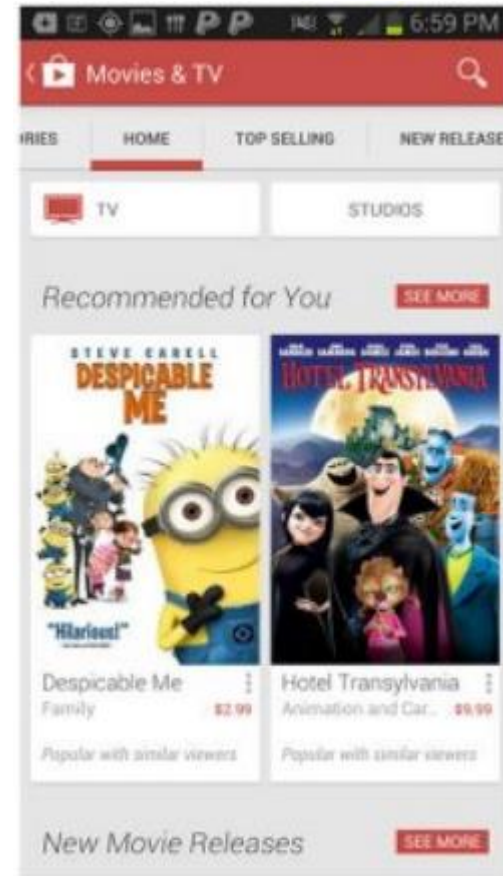 6:59 PM
Movies & TV
RIES HOME TOP SELLING NEW RELEASE
TV STUDIOS
Recommended for You SEE MORE
STEVE CARELL
DESPICABLE
ME
"Hilarious!"
HOTEL TRANSYLVANIA
Despicable Me Hotel Transylvania
Family $2.99 Animation and Car.. $9.99
Popular with similar viewers Popular with similar viewers
New Movie Releases SEE MORE